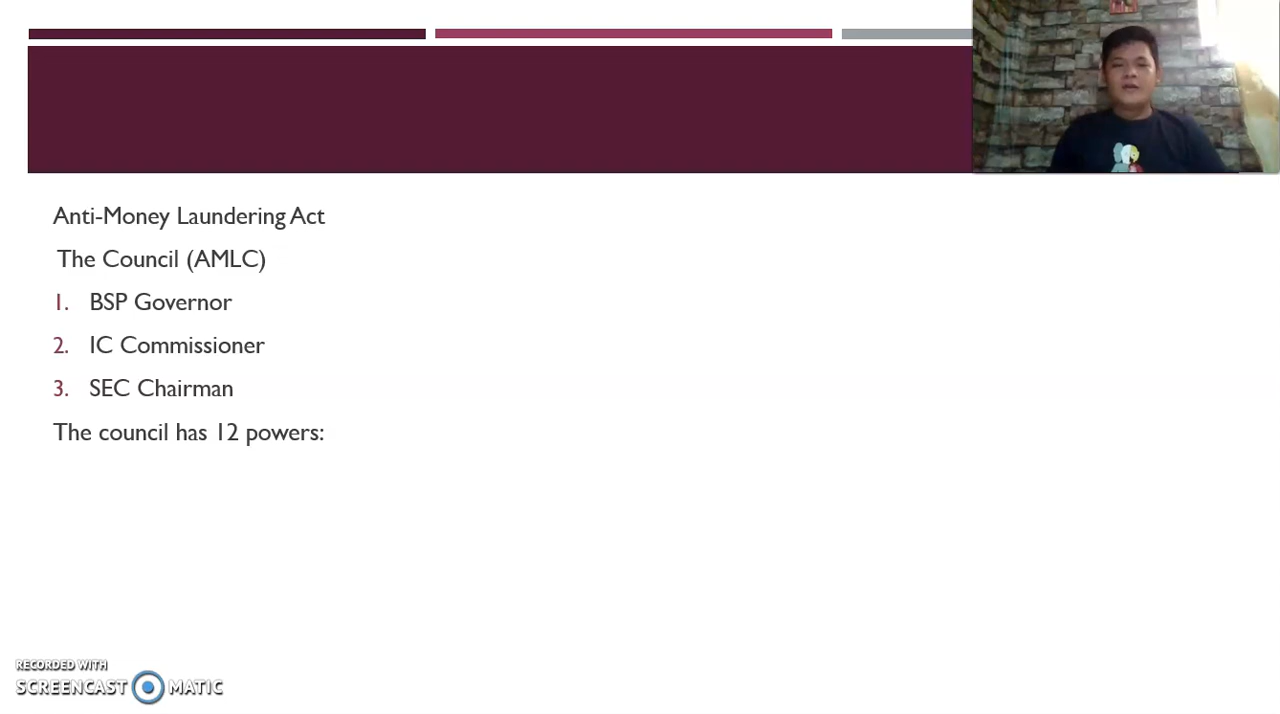 Anti-Money Laundering Act
The Council (AMLC)
1. BSP Governor
2. IC Commissioner
3. SEC Chairman
The council has 12 powers:
RECORDED WITH
SCREENCAST MATIC